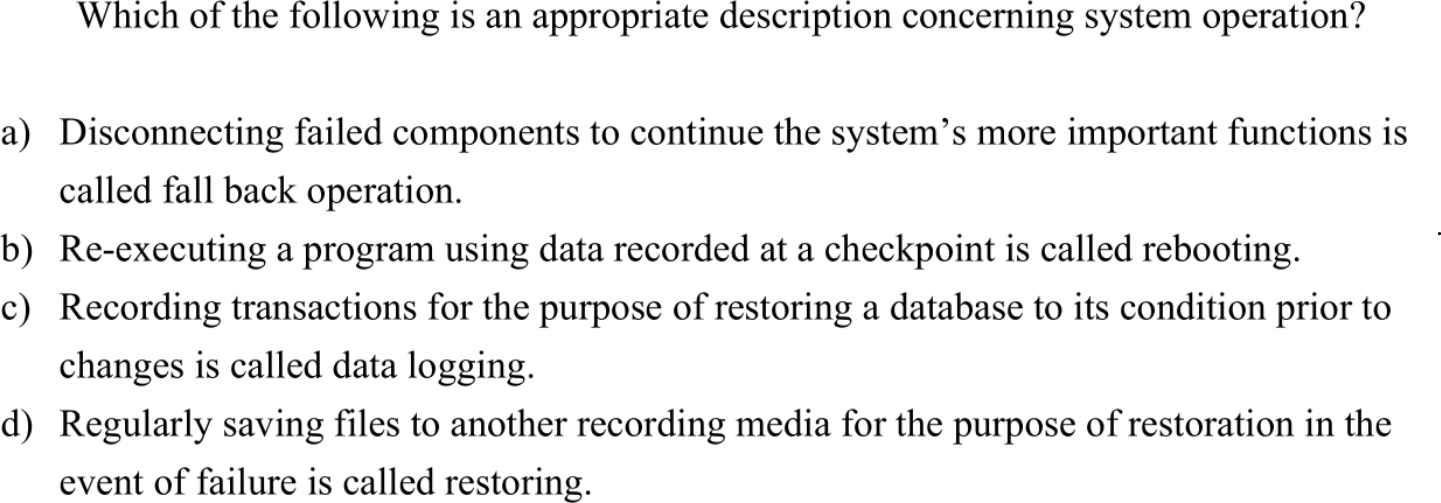 Which of the following is an appropriate description concerning system operation?
a) Disconnecting failed components to continue the system's more important functions is
called fall back operation.
b) Re-executing a program using data recorded at a checkpoint is called rebooting.
c) Recording transactions for the purpose of restoring a database to its condition prior to
changes is called data logging.
d) Regularly saving files to another recording media for the purpose of restoration in the
event of failure is called restoring.